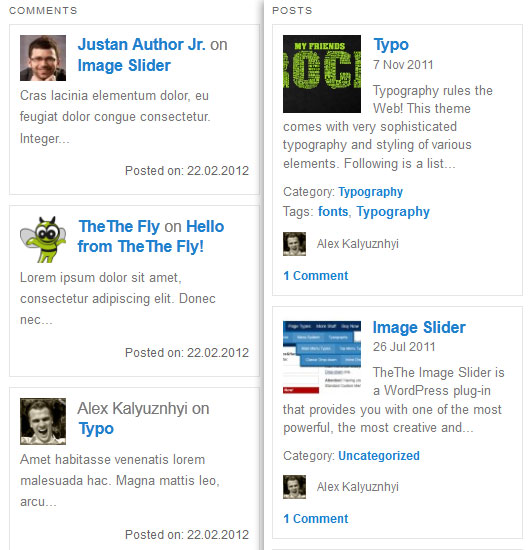 COMMENTS
Justan Author Jr. on
Image Slider
Cras lacinia elementum dolor, eu
feugiat dolor congue consectetur.
Integer...
Posted on: 22.02.2012
TheThe Fly on Hello
from TheThe Fly!
Lorem ipsum dolor sit amet,
consectetur adipiscing elit. Donec
nec...
Posted on: 22.02.2012
Alex Kalyuznhyi on
Typo
Amet habitasse venenatis lorem
malesuada hac. Magna mattis leo,
arcu...
Posted on: 22.02.2012
POSTS
MY FRIENDS
ROCK
Typo
7 Nov 2011
Typography rules the
Web! This theme
comes with very sophisticated
typography and styling of various
elements. Following is a list...
Category: Typography
Tags: fonts, Typography
Alex Kalyuznhyi
1 Comment
Image Slider
26 Jul 2011
TheThe Image Slider is
a WordPress plug-in
that provides you with one of the most
powerful, the most creative and...
Category: Uncategorized
Alex Kalyuznhyi
1 Comment